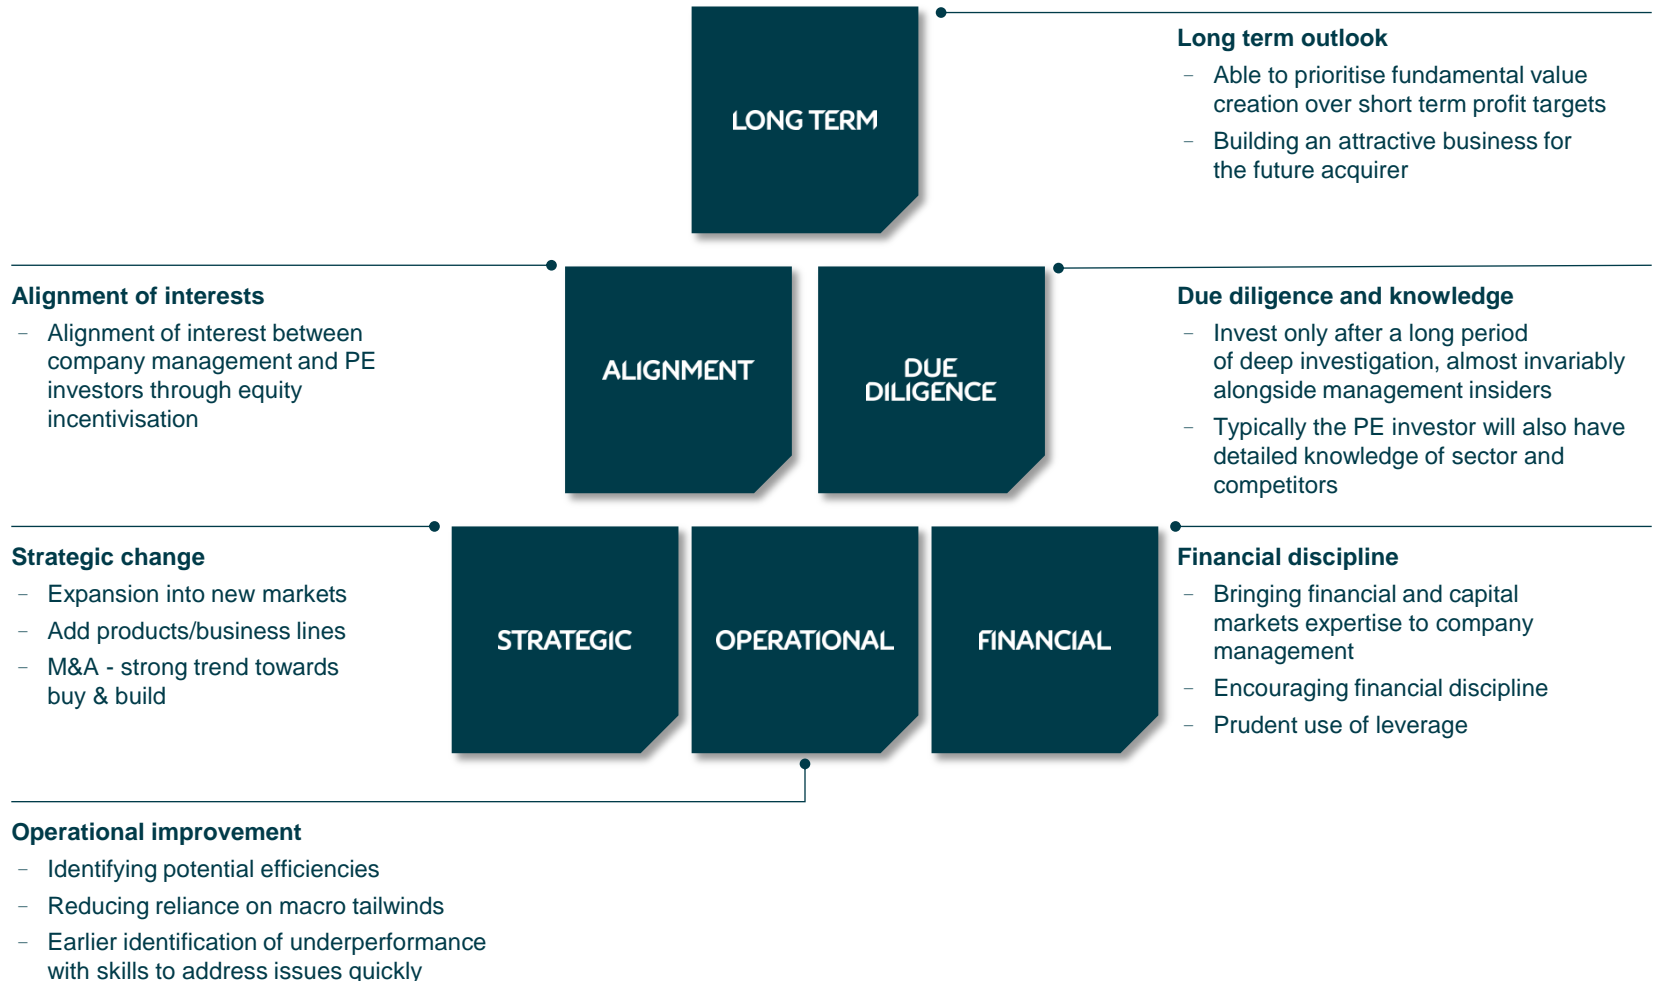 LONG TERM
Long term outlook
– Able to prioritise fundamental value
creation over short term profit targets
– Building an attractive business for
the future acquirer
Alignment of interests
– Alignment of interest between
company management and PE
investors through equity
incentivisation
ALIGNMENT
DUE
DILIGENCE
Due diligence and knowledge
– Invest only after a long period
of deep investigation, almost invariably
alongside management insiders
– Typically the PE investor will also have
detailed knowledge of sector and
competitors
Strategic change
– Expansion into new markets
– Add products/business lines
– M&A - strong trend towards
buy & build
STRATEGIC
OPERATIONAL
FINANCIAL
Financial discipline
– Bringing financial and capital
markets expertise to company
management
– Encouraging financial discipline
– Prudent use of leverage
Operational improvement
– Identifying potential efficiencies
– Reducing reliance on macro tailwinds
– Earlier identification of underperformance
with skills to address issues quickly